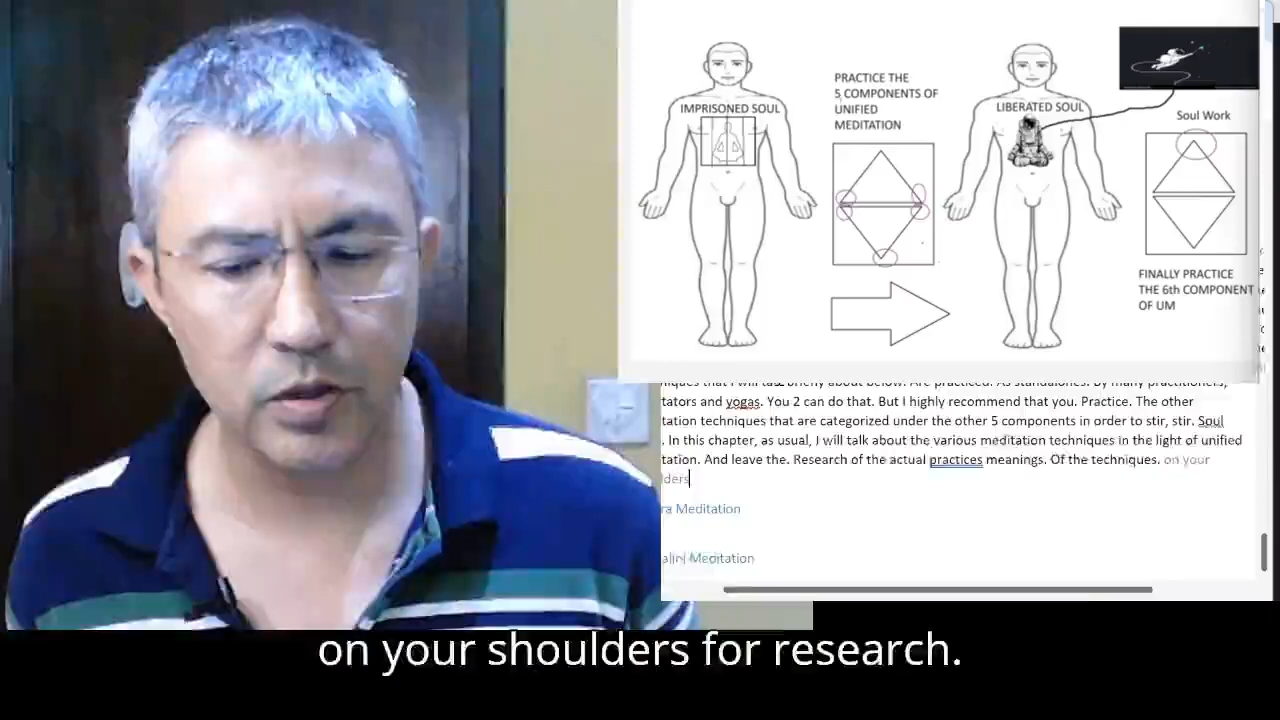 PRACTICE THE
5 COMPONENTS OF
UNIFIED
MEDITATION
IMPRISONED SOUL
LIBERATED SOUL
Soul Work
FINALLY PRACTICE
THE 6th COMPONENT
OF UM
that I will briefly about below. Are practiced. As standalones. By many practitioners,
tators and yogas. You 2 can do that. But I highly recommend that you. Practice. The other
tation techniques that are categorized under the other 5 components in order to stir, stir. Soul
. In this chapter, as usual, I will talk about the various meditation techniques in the light of unified
tation. And leave the. Research of the actual practices meanings. Of the techniques. on your
lders
ra Meditation
Meditation
on your shoulders for research.